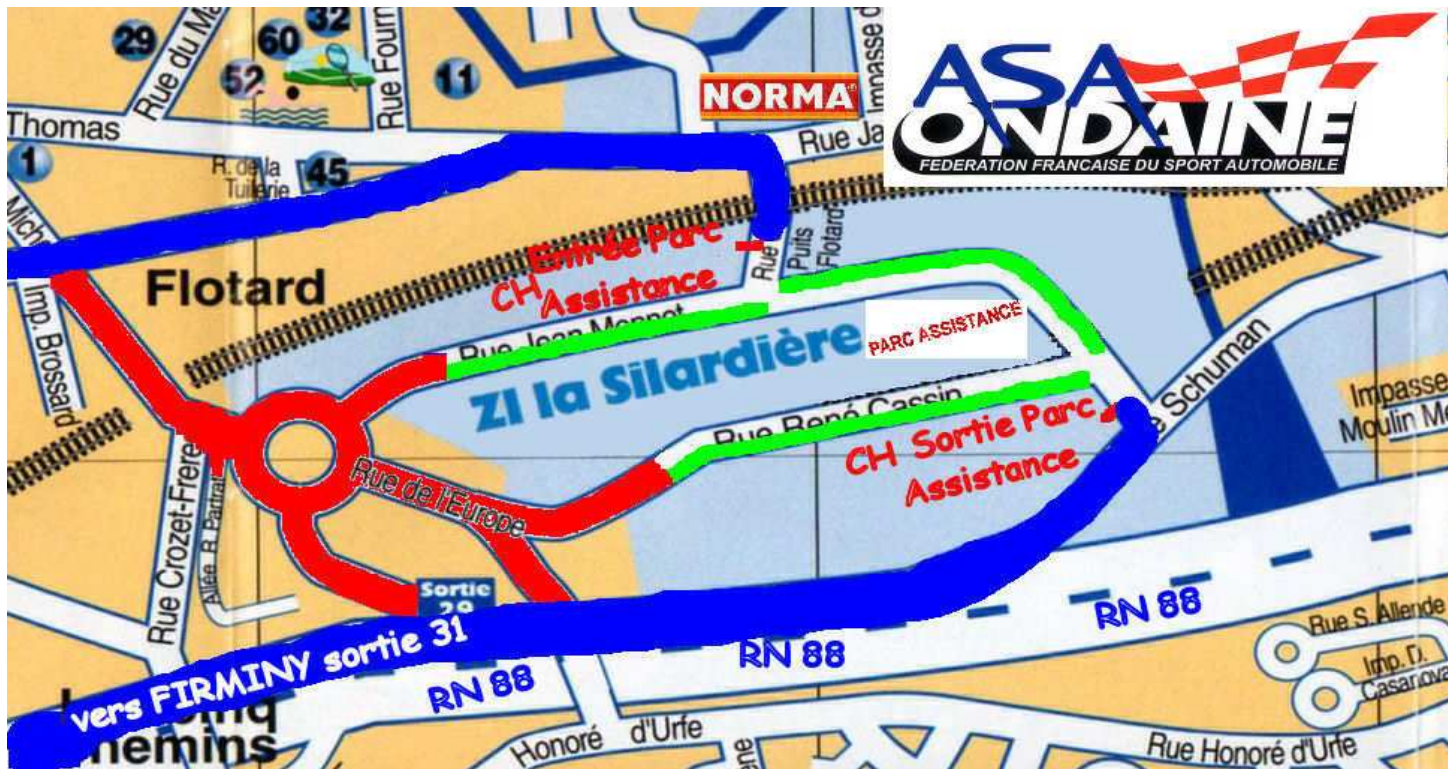 29
Rue du Ma
60
32
52
Rue Fourn
11
NORMA
Impasse d
ASA
ONDAINE
FEDERATION FRANCAISE DU SPORT AUTOMOBILE
Thomas
1
R. de la
Tuilerie
45
Rue Ja
Miche
Imp. Brossard
Flotard
Entrée Parc
CH Assistance
Rue
Puits
Flotard
Rue Jean Monnet
ZI la Silardière
PARC ASSISTANCE
Schuman
Impasse
Moulin M
Rue René Cassin
CH Sortie Parc
Assistance
Rue Crozet-Frere
Allée R. Partrat
Rue de l'Europe
Sortie
29
vers FIRMINY sortie 31
RN 88
RN 88
RN 88
Rue S. Allende
Imp. D.
Casanova
inq
hemins
Honoré d'Urfe
Rue Honoré d'Urfe